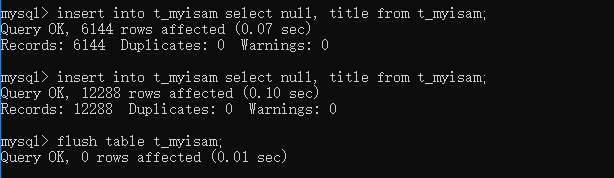 mysql> insert into t_myisam select null, title from t_myisam;
Query OK, 6144 rows affected (0.07 sec)
Records: 6144  Duplicates: 0  Warnings: 0
mysql> insert into t_myisam select null, title from t_myisam;
Query OK, 12288 rows affected (0.10 sec)
Records: 12288  Duplicates: 0  Warnings: 0
mysql> flush table t_myisam;
Query OK, 0 rows affected (0.01 sec)